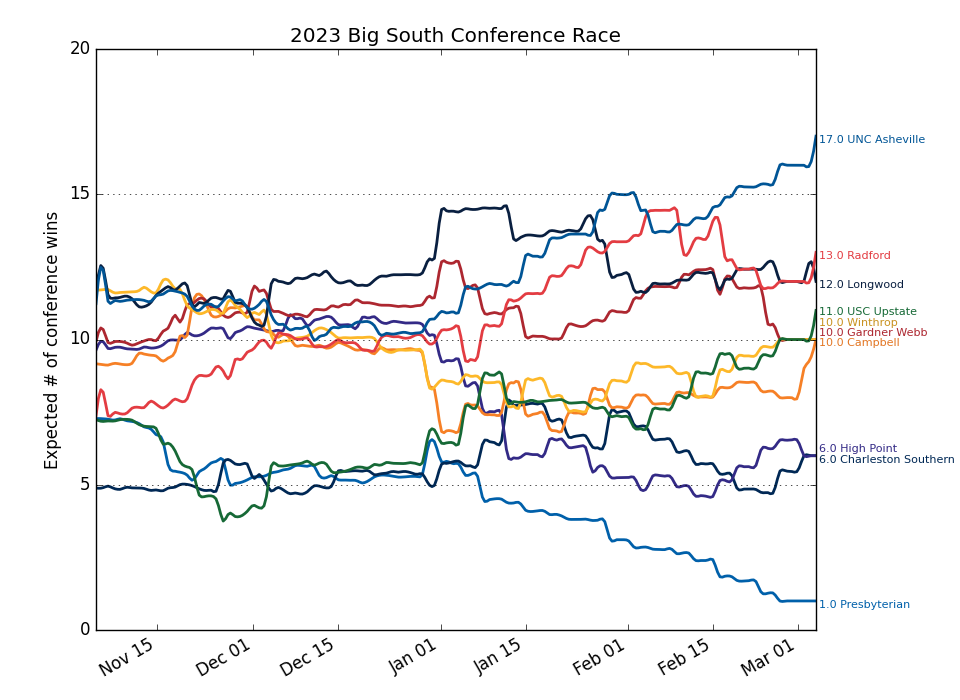 2023 Big South Conference Race
Expected # of conference wins
20
15
10
5
0
17.0 UNC Asheville
13.0 Radford
12.0 Longwood
11.0 USC Upstate
10.0 Winthrop
10.0 Gardner Webb
10.0 Campbell
6.0 High Point
6.0 Charleston Southern
1.0 Presbyterian
Nov 15
Dec 01
Dec 15
Jan 01
Jan 15
Feb 01
Feb 15
Mar 01